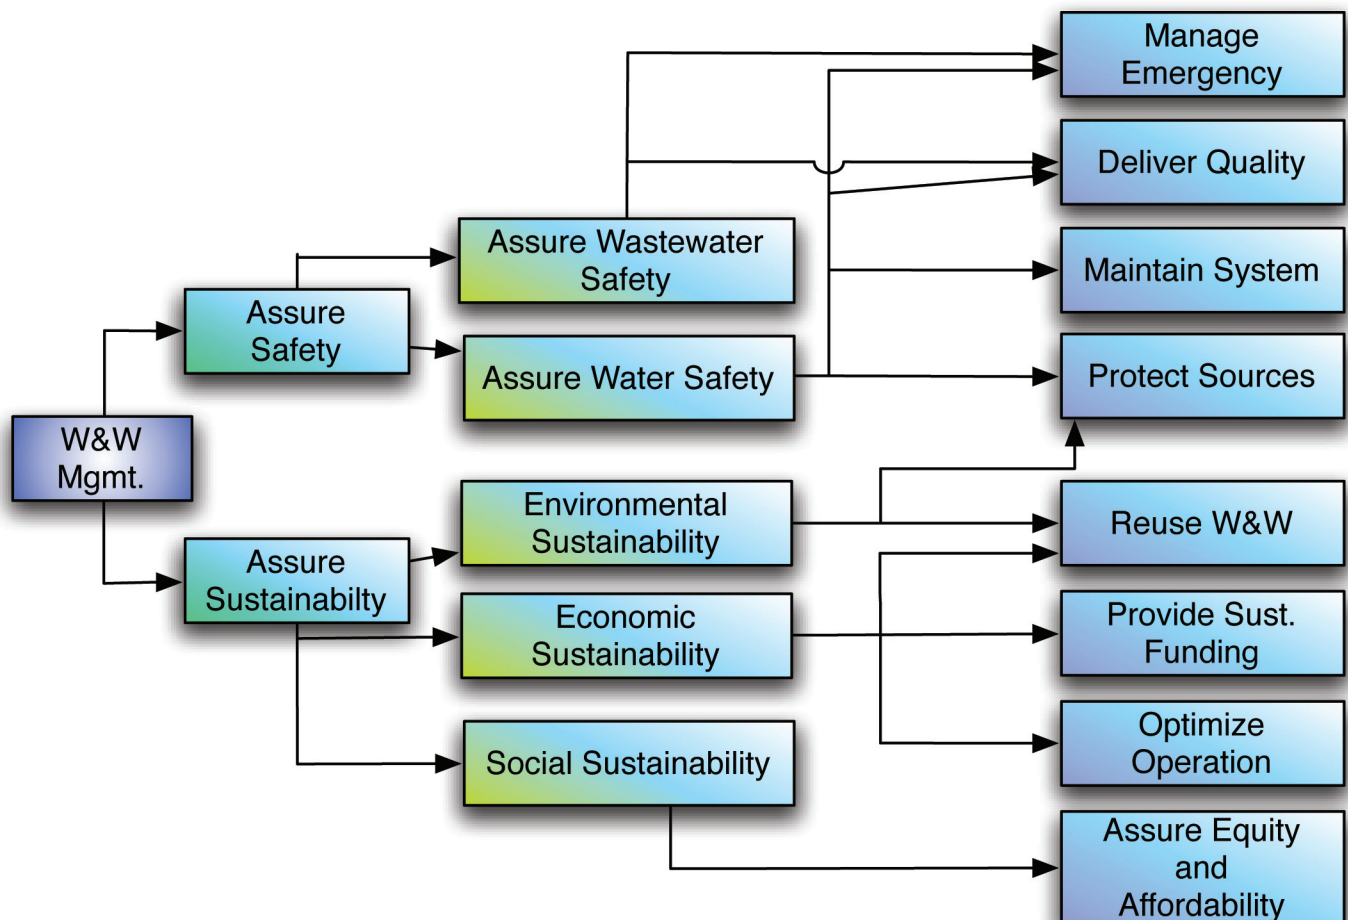 W&W
Mgmt.
Assure
Safety
Assure
Sustainabilty
Assure Wastewater
Safety
Assure Water Safety
Environmental
Sustainability
Economic
Sustainability
Social Sustainability
Manage
Emergency
Deliver Quality
Maintain System
Protect Sources
Reuse W&W
Provide Sust.
Funding
Optimize
Operation
Assure Equity
and
Affordability